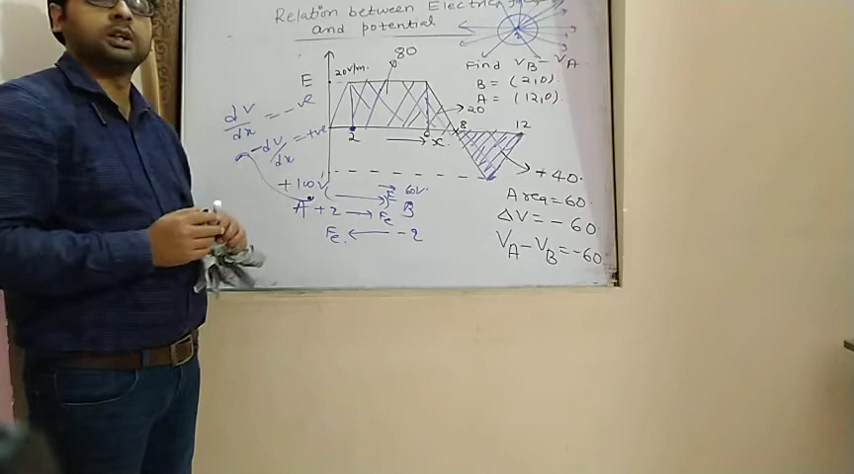 Relation between Electric
and potential
80
Find VB - VA
B = (2,0)
A = (12,0)
E
20V/m.
20
dV/dx = -ve
-dV/dx = +ve
2
6
x
8
12
+100V
E
60V.
+40.
A +2 → Fe B
Fe. ← -2
Area = 60.
ΔV = - 60
VA - VB = -60